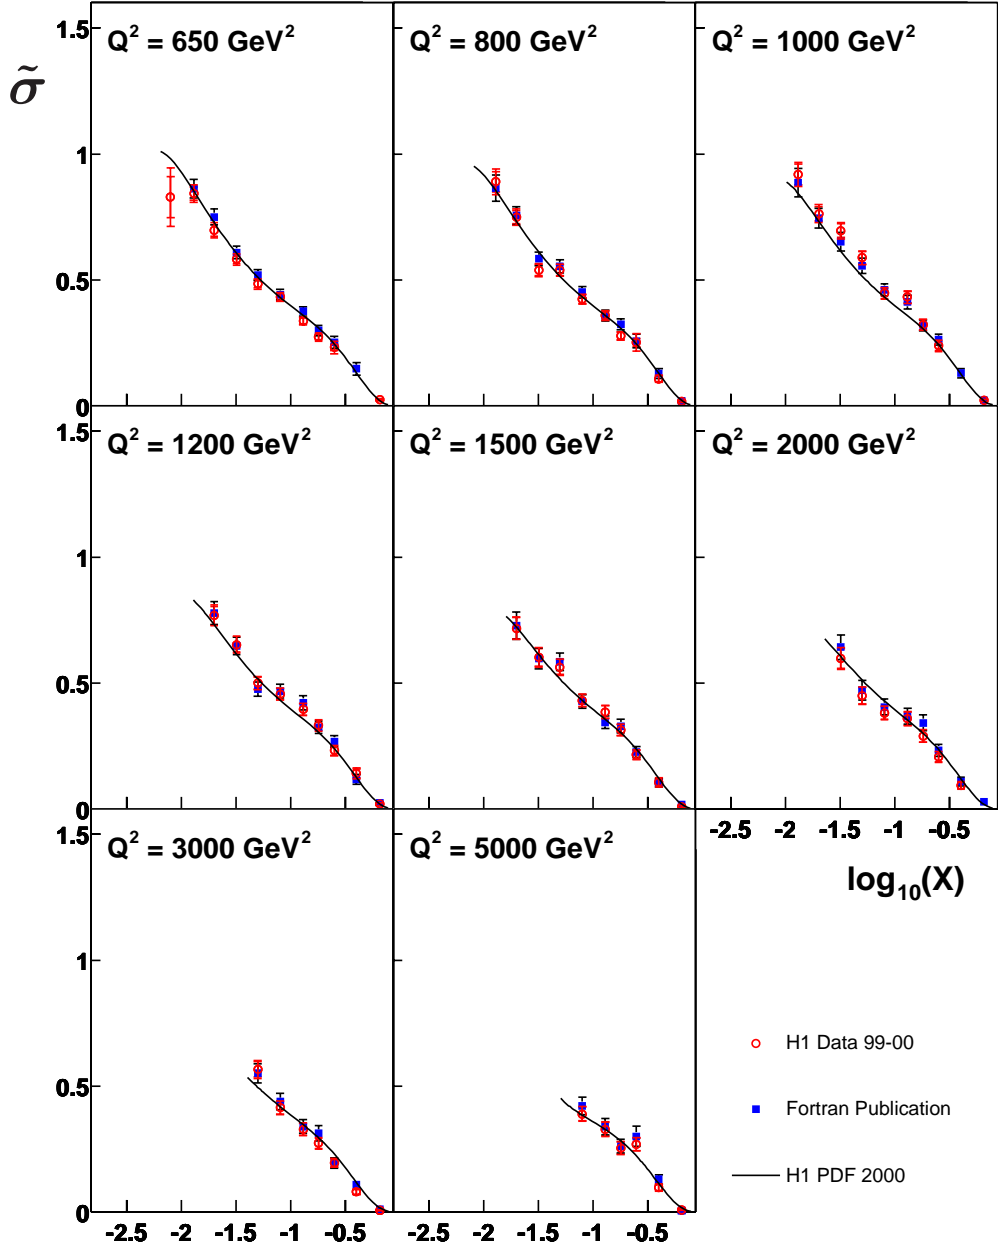 Q² = 650 GeV²
Q² = 800 GeV²
Q² = 1000 GeV²
σ̃
1.5
1
0.5
0
Q² = 1200 GeV²
Q² = 1500 GeV²
Q² = 2000 GeV²
1.5
1
0.5
0
-2.5 -2 -1.5 -1 -0.5
Q² = 3000 GeV²
Q² = 5000 GeV²
log₁₀(X)
1.5
1
0.5
0
H1 Data 99-00
Fortran Publication
H1 PDF 2000
-2.5 -2 -1.5 -1 -0.5
-2.5 -2 -1.5 -1 -0.5